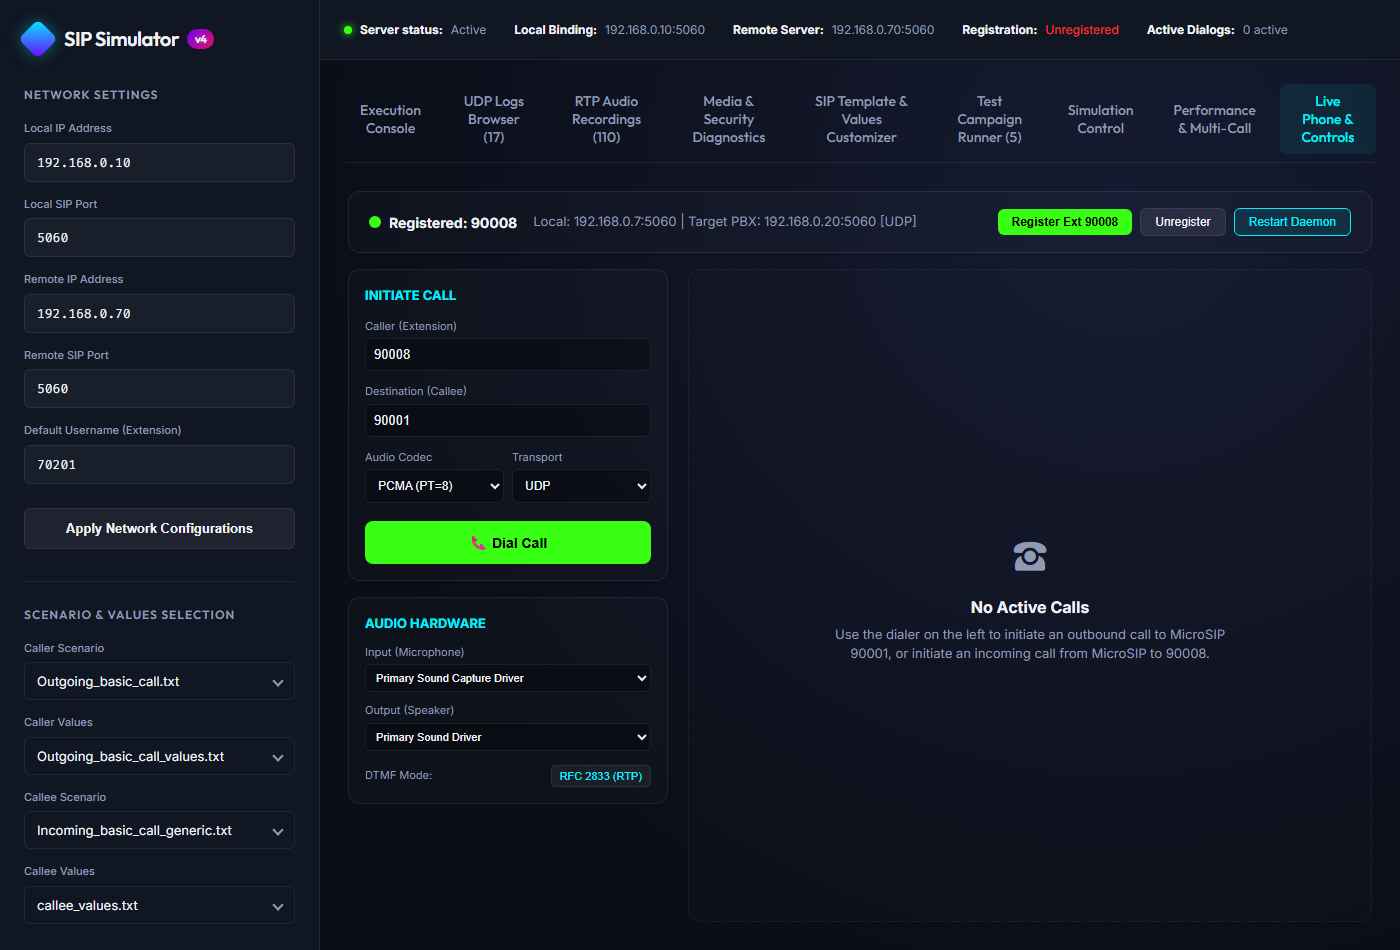 SIP Simulator v4
NETWORK SETTINGS
Local IP Address
192.168.0.10
Local SIP Port
5060
Remote IP Address
192.168.0.70
Remote SIP Port
5060
Default Username (Extension)
70201
Apply Network Configurations
SCENARIO & VALUES SELECTION
Caller Scenario
Outgoing_basic_call.txt
Caller Values
Outgoing_basic_call_values.txt
Callee Scenario
Incoming_basic_call_generic.txt
Callee Values
callee_values.txt
Server status: Active Local Binding: 192.168.0.10:5060 Remote Server: 192.168.0.70:5060 Registration: Unregistered Active Dialogs: 0 active
Execution
Console
UDP Logs
Browser
(17)
RTP Audio
Recordings
(110)
Media &
Security
Diagnostics
SIP Template &
Values
Customizer
Test
Campaign
Runner (5)
Simulation
Control
Performance
& Multi-Call
Live
Phone &
Controls
Registered: 90008 Local: 192.168.0.7:5060 | Target PBX: 192.168.0.20:5060 [UDP] Register Ext 90008 Unregister Restart Daemon
INITIATE CALL
Caller (Extension)
90008
Destination (Callee)
90001
Audio Codec Transport
PCMA (PT=8) UDP
Dial Call
AUDIO HARDWARE
Input (Microphone)
Primary Sound Capture Driver
Output (Speaker)
Primary Sound Driver
DTMF Mode: RFC 2833 (RTP)
No Active Calls
Use the dialer on the left to initiate an outbound call to MicroSIP
90001, or initiate an incoming call from MicroSIP to 90008.